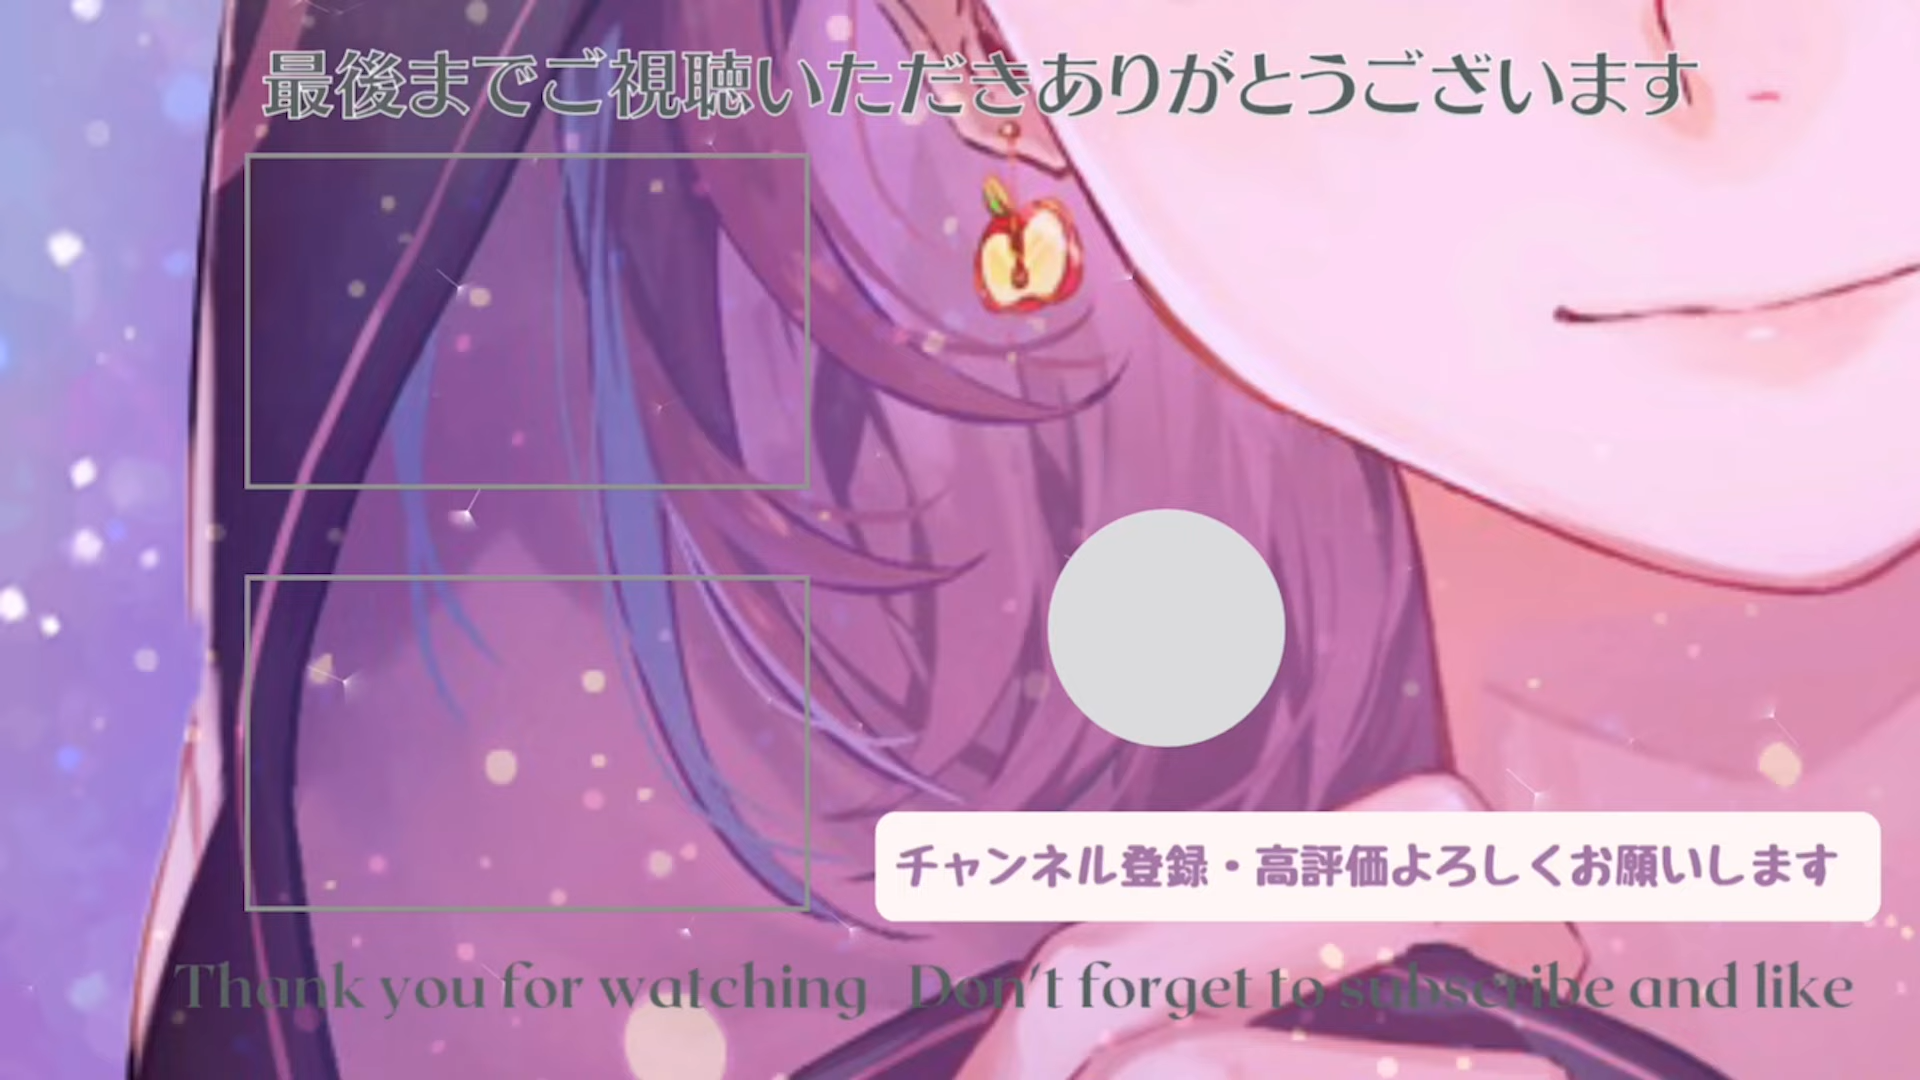 最後までご視聴いただきありがとうございます
チャンネル登録・高評価よろしくお願いします
Thank you for watching Don't forget to subscribe and like